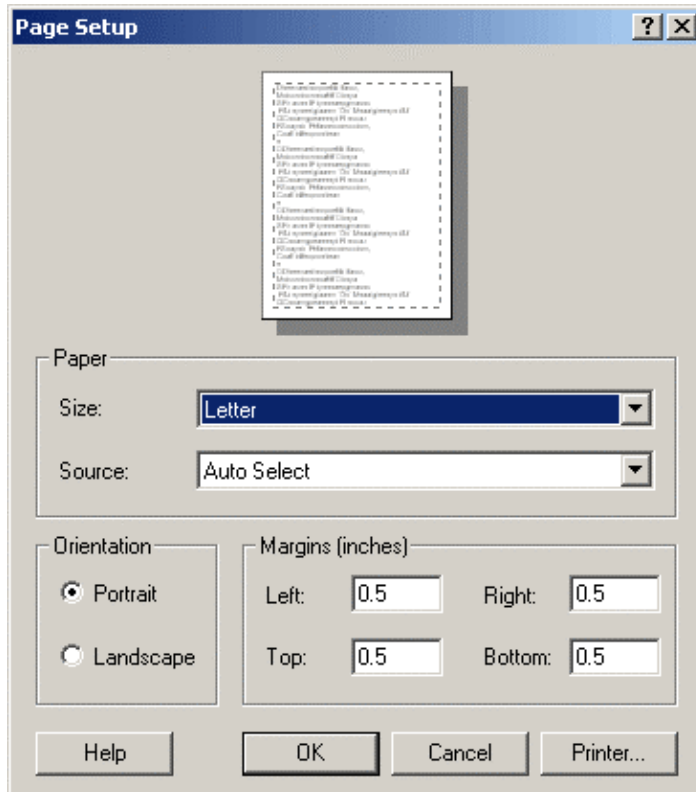 Page Setup
Paper
Size: Letter
Source: Auto Select
Orientation
Portrait
Landscape
Margins (inches)
Left: 0.5 Right: 0.5
Top: 0.5 Bottom: 0.5
Help OK Cancel Printer...